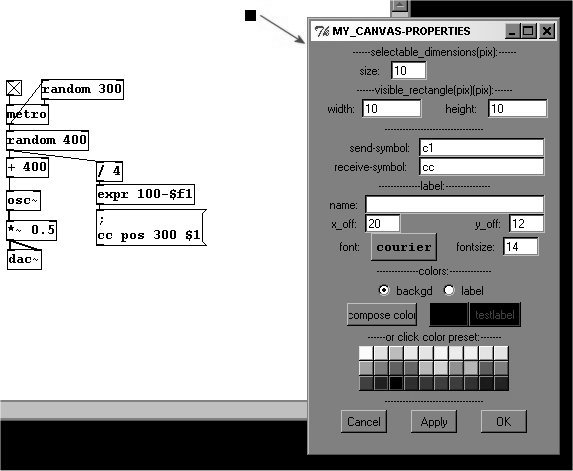 random 300
metro
random 400
+ 400
/ 4
expr 100-$f1
osc~
;
cc pos 300 $1
*~ 0.5
dac~
MY_CANVAS-PROPERTIES
------selectable_dimensions(pix):------
size: 10
------visible_rectangle(pix)(pix):------
width: 10 height: 10
send-symbol: c1
receive-symbol: cc
label:
name:
x_off: 20 y_off: 12
font: courier fontsize: 14
colors:
backgd label
compose color testlabel
------or click color preset:------
Cancel Apply OK